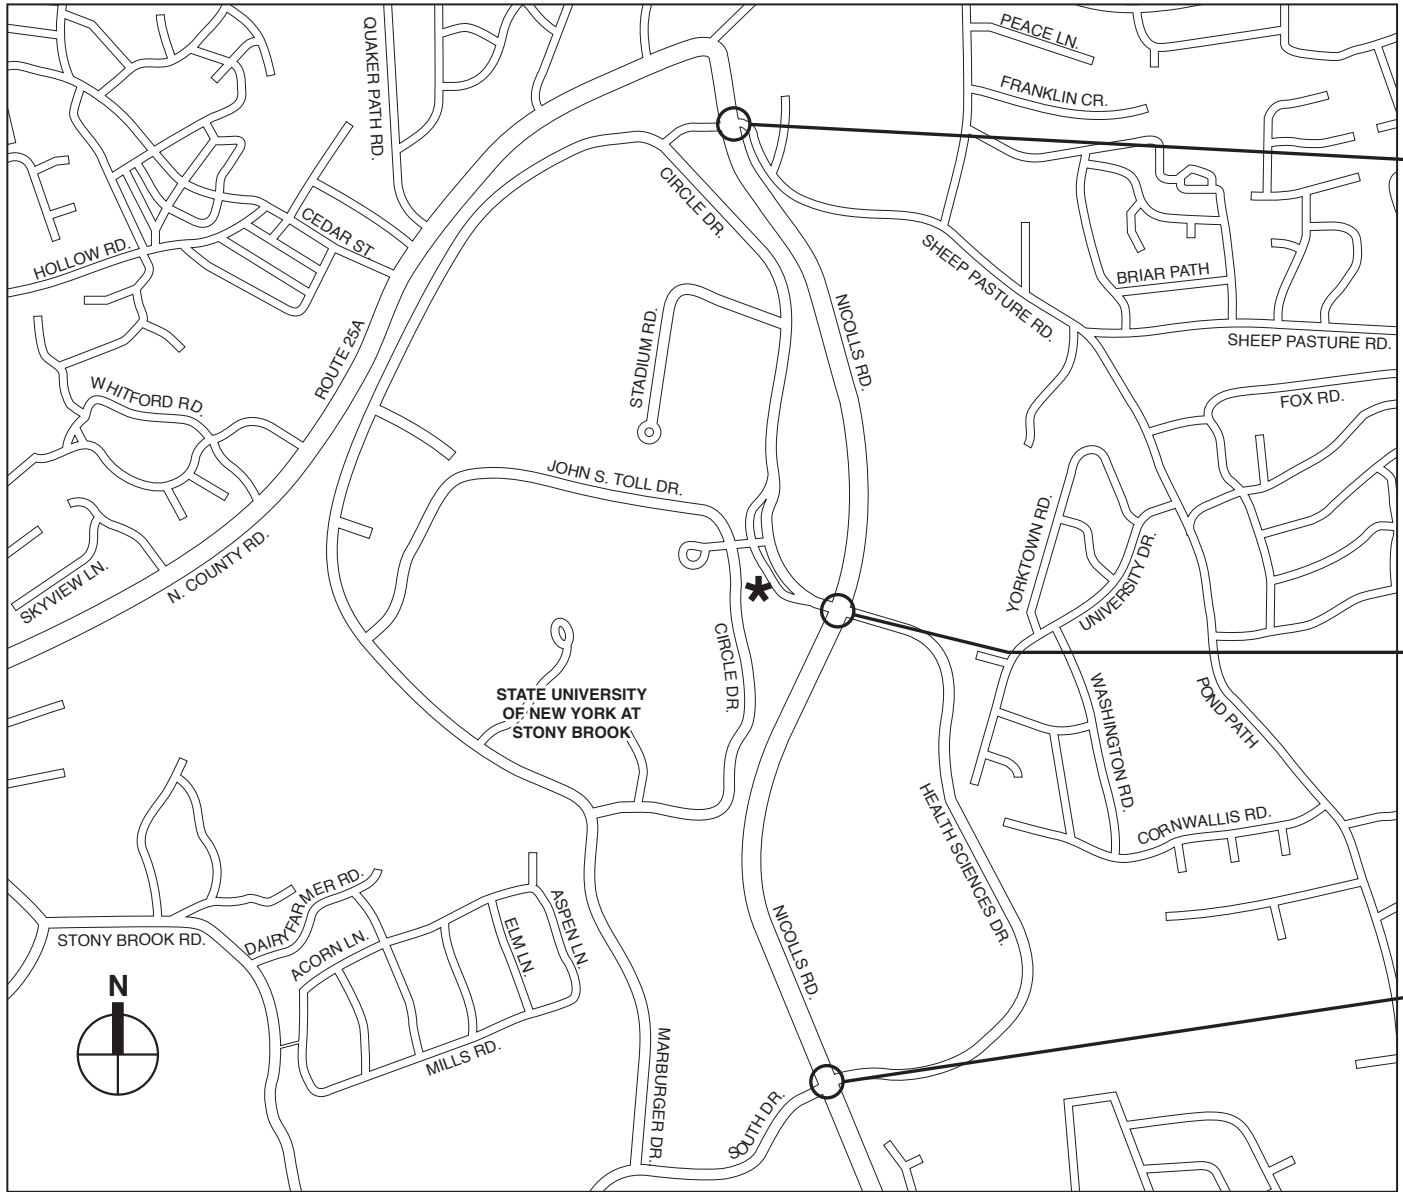 PEACE LN.
QUAKER PATH RD.
FRANKLIN CR.
CIRCLE DR.
CEDAR ST
HOLLOW RD.
SHEEP PASTURE RD.
BRIAR PATH
NICOLLS RD.
STADIUM RD.
ROUTE 25A
SHEEP PASTURE RD.
WHITFORD RD.
FOX RD.
JOHN S. TOLL DR.
YORKTOWN RD.
UNIVERSITY DR.
N. COUNTY RD.
SKYVIEW LN.
*
CIRCLE DR.
STATE UNIVERSITY
OF NEW YORK AT
STONY BROOK
WASHINGTON RD.
POND PATH
HEALTH SCIENCES DR.
CORNWALLIS RD.
DAIRY FARMER RD.
ASPEN LN.
ELM LN.
NICOLLS RD.
STONY BROOK RD.
ACORN LN.
N
MILLS RD.
MARBURGER DR.
SOUTH DR.